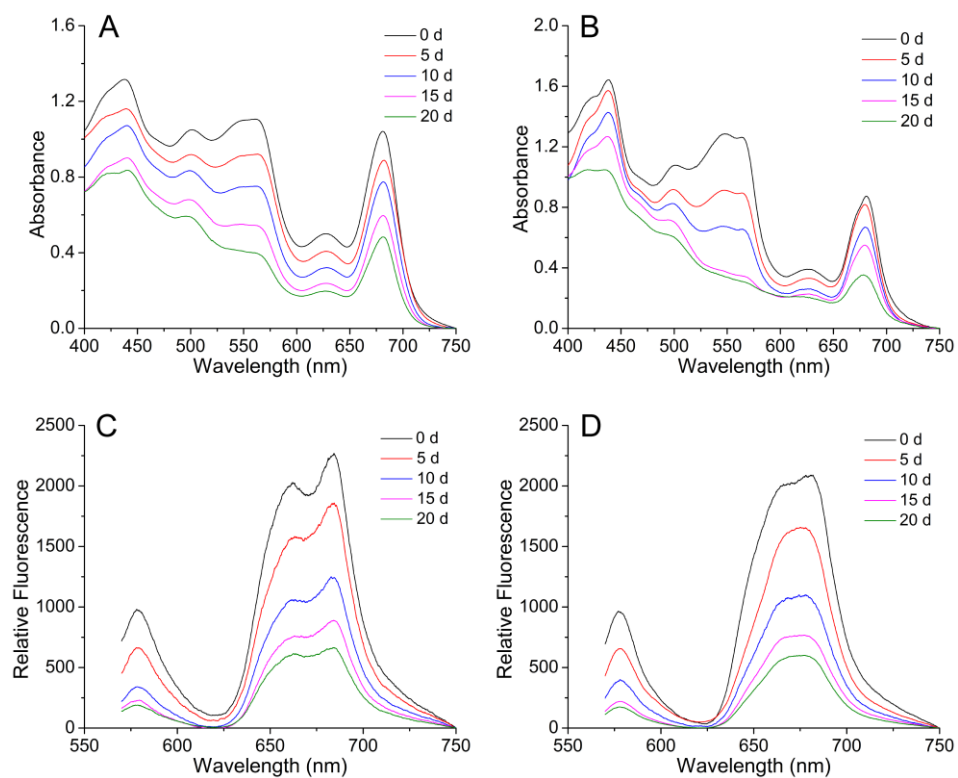 A
1.6
1.2
0.8
0.4
0.0
Absorbance
400 450 500 550 600 650 700 750
Wavelength (nm)
0 d
5 d
10 d
15 d
20 d
B
2.0
1.6
1.2
0.8
0.4
0.0
Absorbance
400 450 500 550 600 650 700 750
Wavelength (nm)
0 d
5 d
10 d
15 d
20 d
C
2500
2000
1500
1000
500
0
Relative Fluorescence
550 600 650 700 750
Wavelength (nm)
0 d
5 d
10 d
15 d
20 d
D
2500
2000
1500
1000
500
0
Relative Fluorescence
550 600 650 700 750
Wavelength (nm)
0 d
5 d
10 d
15 d
20 d